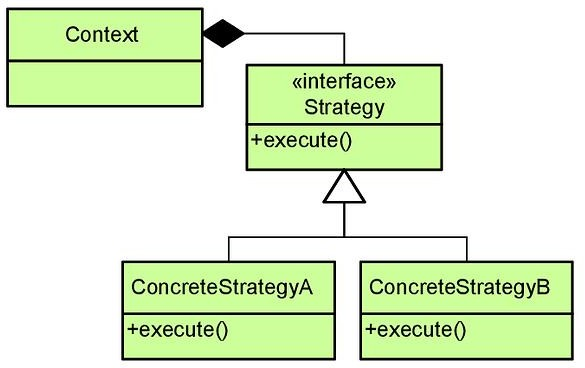 Context
«interface»
Strategy
+execute()
ConcreteStrategyA
+execute()
ConcreteStrategyB
+execute()